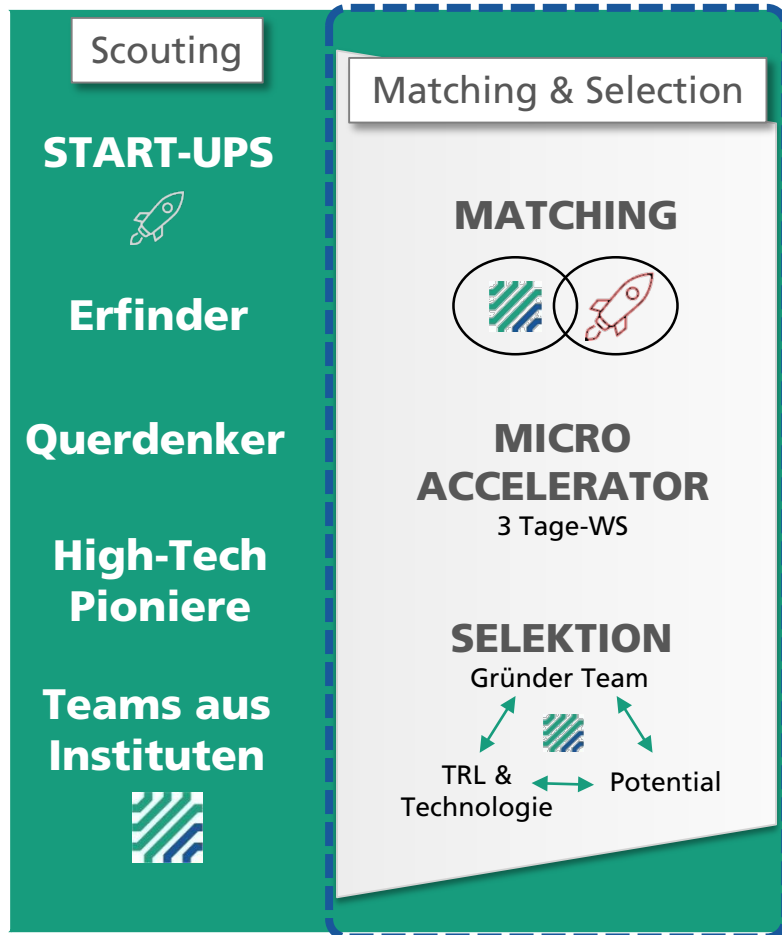 Scouting
START-UPS
Erfinder
Querdenker
High-Tech
Pioniere
Teams aus
Instituten
Matching & Selection
MATCHING
MICRO
ACCELERATOR
3 Tage-WS
SELEKTION
Gründer Team
TRL &
Technologie
Potential